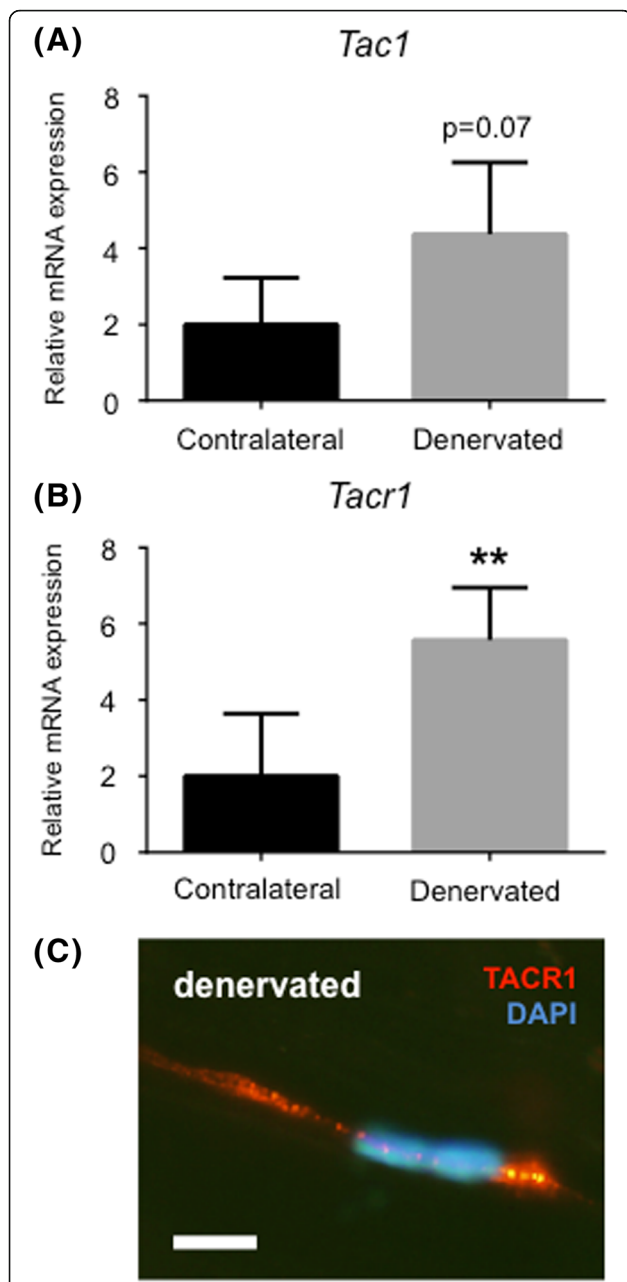 (A)
Tac1
Relative mRNA expression
8
6
4
2
0
p=0.07
Contralateral
Denervated
(B)
Tacr1
Relative mRNA expression
8
6
4
2
0
**
Contralateral
Denervated
(C)
denervated
TACR1
DAPI